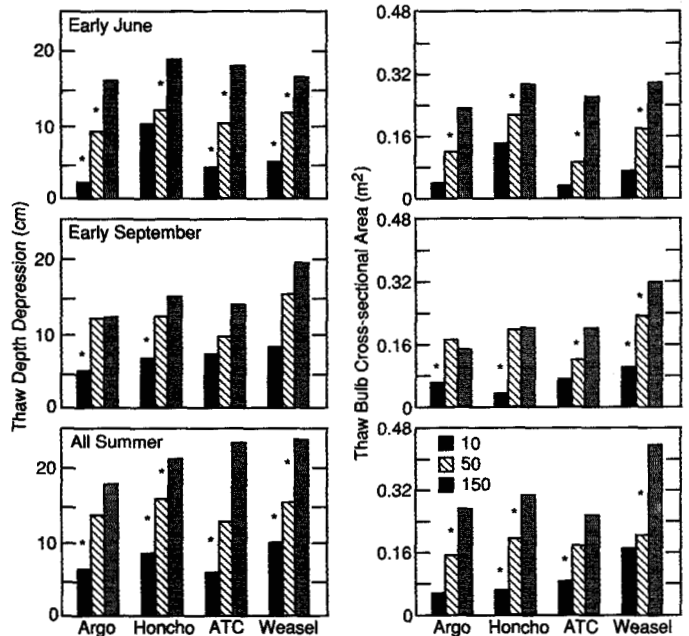 Early June
20
10
0
0.48
0.32
0.16
0
* * * * * * *
* * * *
Early September
20
10
0
0.48
0.32
0.16
0
* *
* * * * *
All Summer
20
10
0
0.48
0.32
0.16
0
10
50
150
* * * * * *
* * * * *
Thaw Depth Depression (cm)
Thaw Bulb Cross-sectional Area (m²)
Argo Honcho ATC Weasel
Argo Honcho ATC Weasel